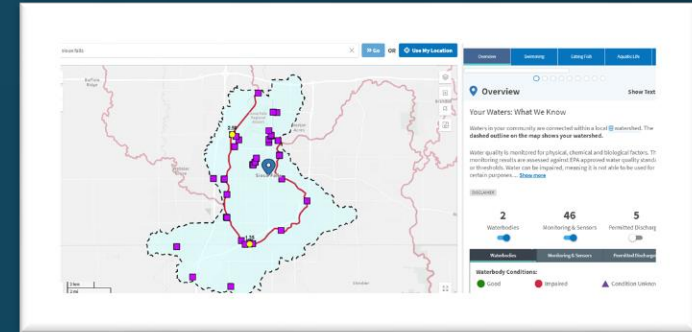 Go OR Use My Location
Overview Swimming Eating Fish Aquatic Life
Overview Show Text
Your Waters: What We Know
Waters in your community are connected within a local watershed. The
dashed outline on the map shows your watershed.
Water quality is monitored for physical, chemical and biological factors. Th
monitoring results are assessed against EPA-approved water quality standa
or thresholds. Water can be impaired, meaning it is not able to be used for
certain purposes... Show more
DISCLAIMER
2 46 5
Waterbodies Monitoring & Sensors Permitted Discharg
Waterbodies Monitoring & Sensors Permitted Discharge
Waterbody Conditions:
Good Impaired Condition Unknow